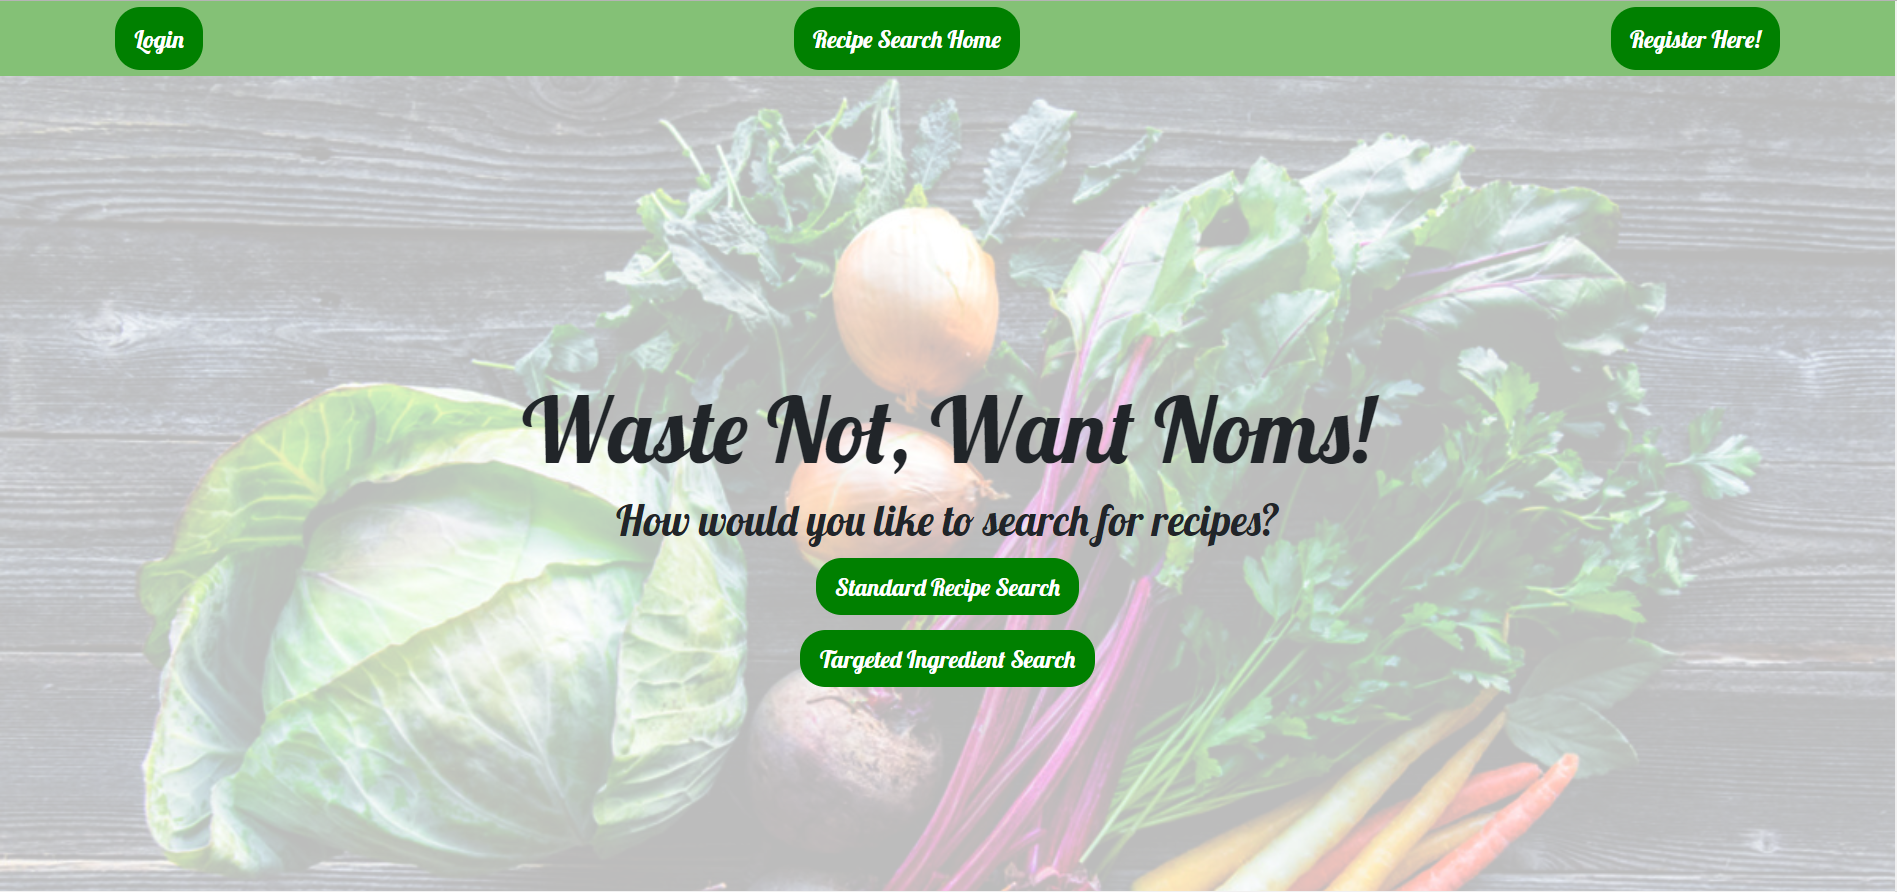 Login
Recipe Search Home
Register Here!
Waste Not, Want Noms!
How would you like to search for recipes?
Standard Recipe Search
Targeted Ingredient Search